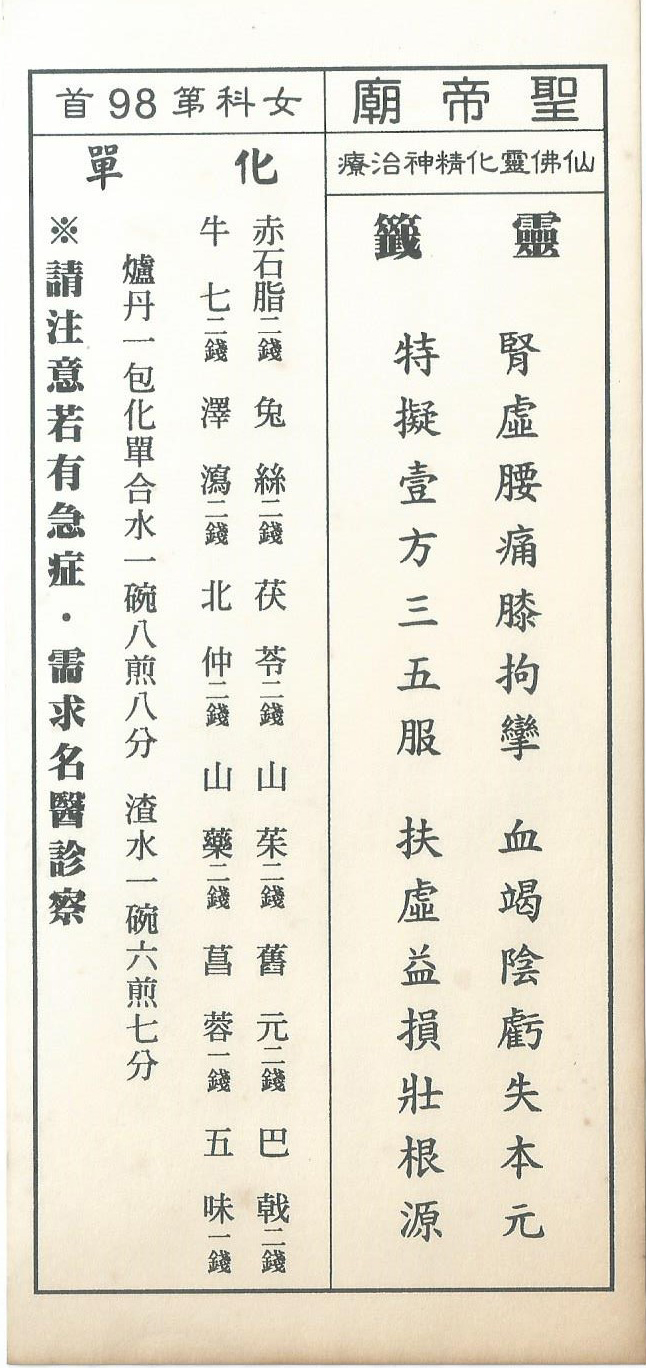 聖帝廟
仙佛靈化精神治療
靈籤
腎虛腰痛膝拘攣　血竭陰虧失本元
特擬壹方三五服　扶虛益損壯根源
女科第98首
化單
赤石脂二錢　兔絲二錢　茯苓二錢　山茱二錢　舊元二錢　巴戟二錢
牛七二錢　澤瀉二錢　北仲二錢　山藥二錢　菖蓉一錢　五味一錢
爐丹一包化單合水一碗八煎八分　渣水一碗六煎七分
※請注意若有急症・需求名醫診察